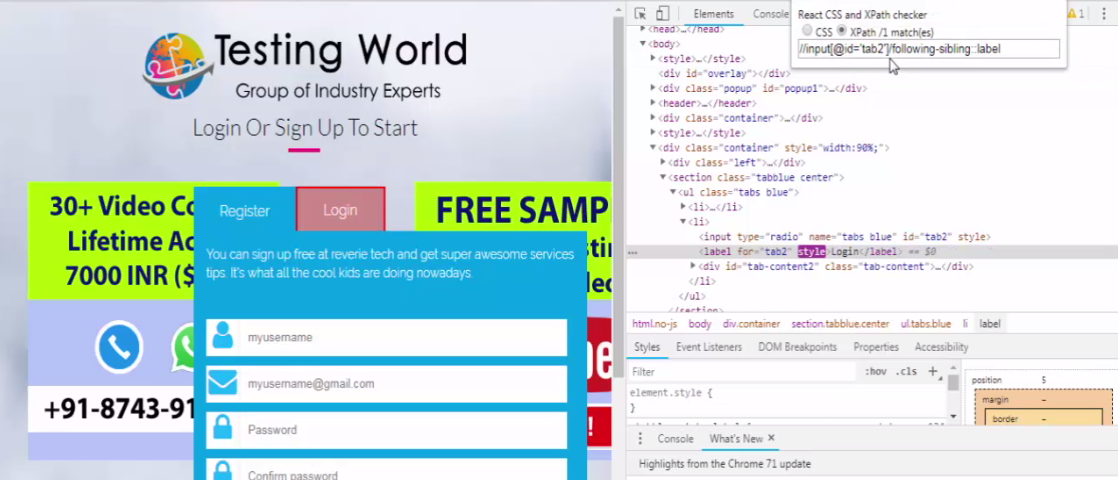 Testing World
Group of Industry Experts
Login Or Sign Up To Start
30+ Video Co
Lifetime Ac
7000 INR ($
Register
Login
FREE SAMP
You can sign up free at reverie tech and get super awesome services
tips. It's what all the cool kids are doing nowadays
myusername
myusername@gmail.com
+91-8743-91
Password
Confirm password
Elements
Console
1
React CSS and XPath checker
CSS
XPath /1 match(es)
//input[@id='tab2']/following-sibling::label
<head>…</head>
<body>
<style>…</style>
<div id="overlay"></div>
<div class="popup" id="popup1">…</div>
<header>…</header>
<div class="container">…</div>
<style>…</style>
<div class="container" style="width:90%;">
<div class="left">…</div>
<section class="tabblue center">
<ul class="tabs blue">
<li>…</li>
<li>
<input type="radio" name="tabs blue" id="tab2" style>
<label for="tab2" style>Login</label> == $0
<div id="tab-content2" class="tab-content">…</div>
</li>
</ul>
</section>
html.no-js body div.container section.tabblue.center ul.tabs.blue li label
Styles Event Listeners DOM Breakpoints Properties Accessibility
Filter :hov .cls +
element.style {
}
position 5
margin –
border –
Console What's New ×
Highlights from the Chrome 71 update